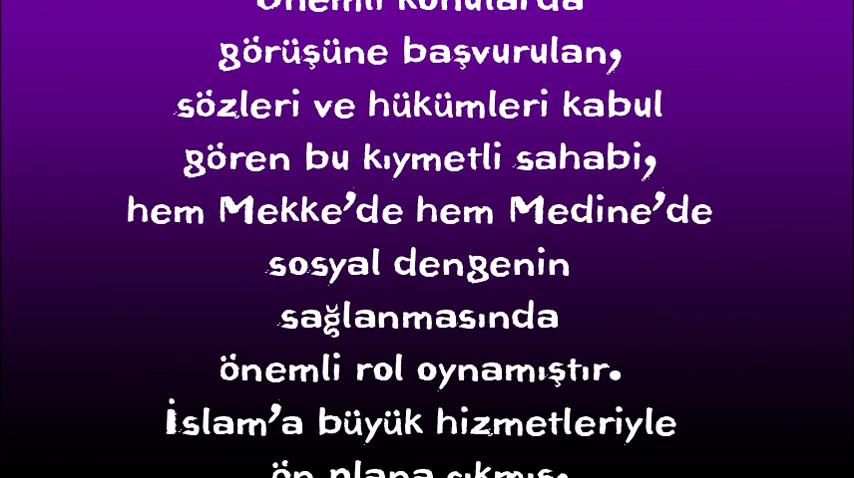 Önemli konularda
görüşüne başvurulan,
sözleri ve hükümleri kabul
gören bu kıymetli sahabi,
hem Mekke’de hem Medine’de
sosyal dengenin
sağlanmasında
önemli rol oynamıştır.
İslam’a büyük hizmetleriyle
ön plana çıkmış,